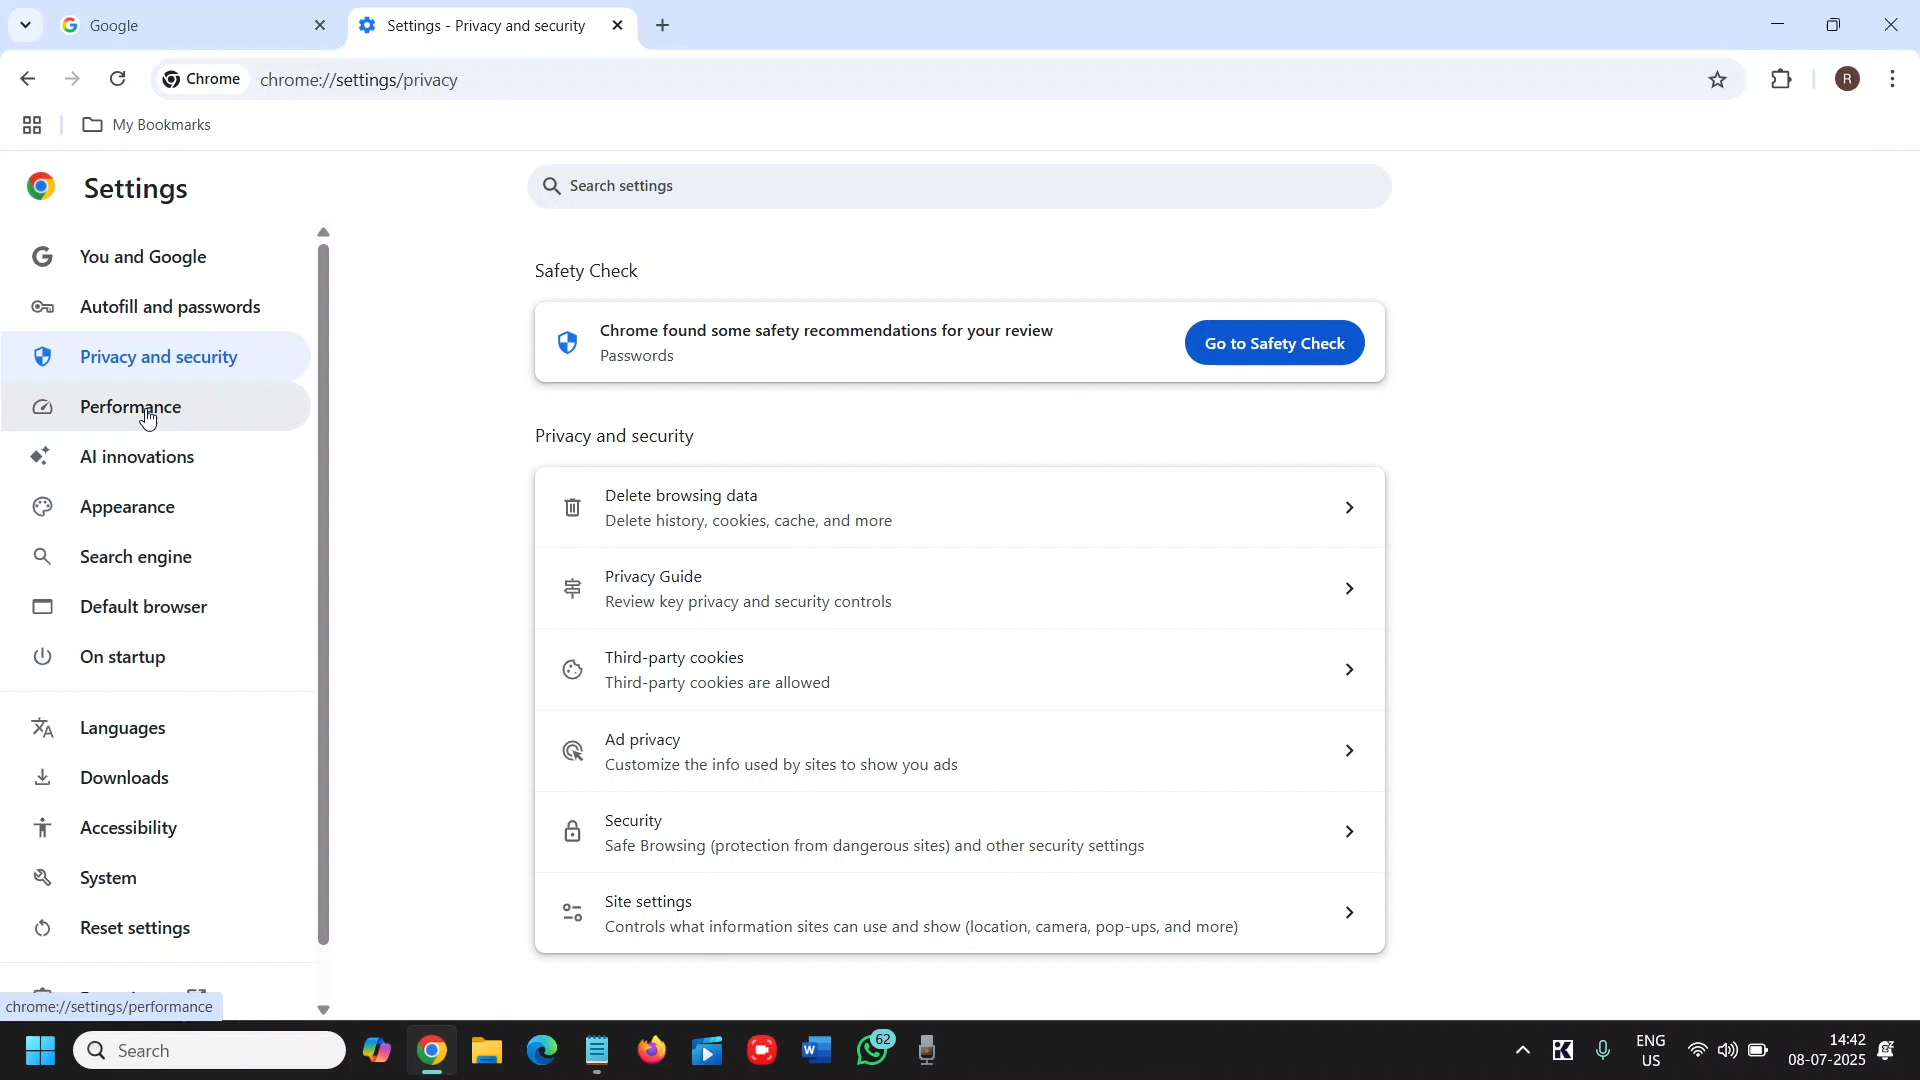 Google
Settings - Privacy and security
Chrome
chrome://settings/privacy
R
My Bookmarks
Settings
Search settings
You and Google
Autofill and passwords
Privacy and security
Performance
AI innovations
Appearance
Search engine
Default browser
On startup
Languages
Downloads
Accessibility
System
Reset settings
chrome://settings/performance
Safety Check
Chrome found some safety recommendations for your review
Passwords
Go to Safety Check
Privacy and security
Delete browsing data
Delete history, cookies, cache, and more
Privacy Guide
Review key privacy and security controls
Third-party cookies
Third-party cookies are allowed
Ad privacy
Customize the info used by sites to show you ads
Security
Safe Browsing (protection from dangerous sites) and other security settings
Site settings
Controls what information sites can use and show (location, camera, pop-ups, and more)
Search
62
ENG
US
14:42
08-07-2025